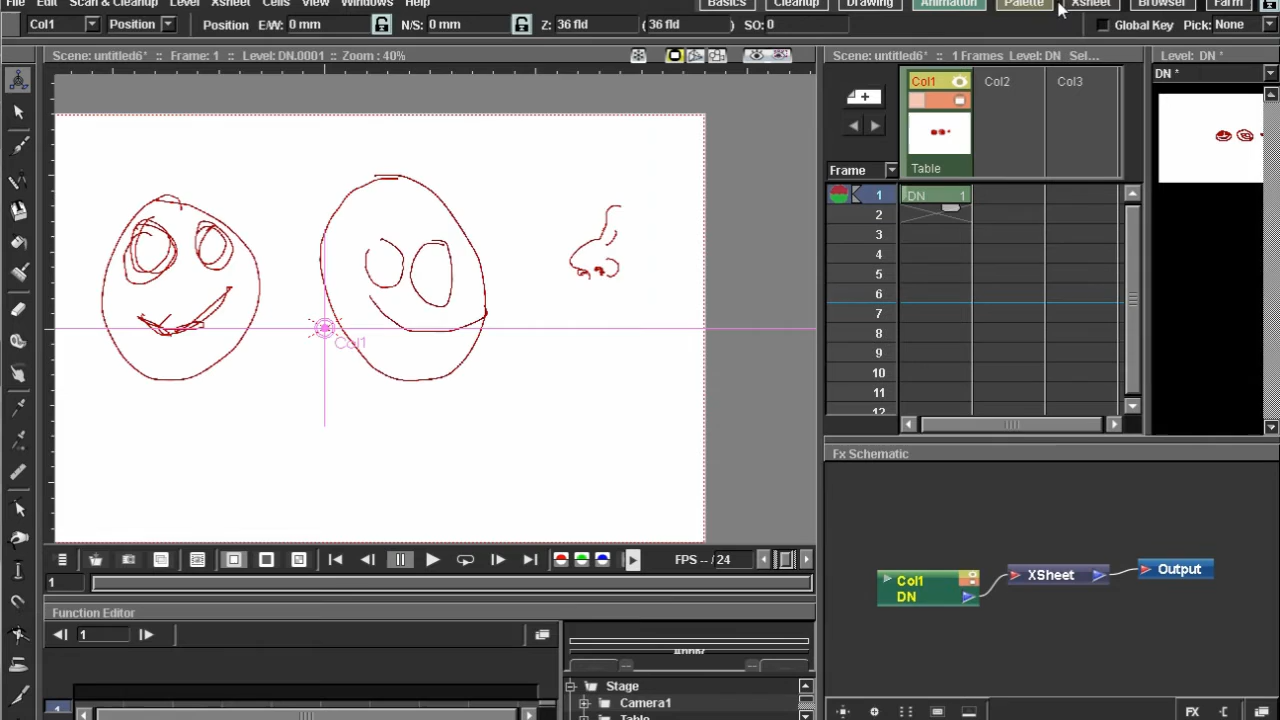 File Edit Scan & Cleanup Level Xsheet Cells View Windows Help Basics Cleanup Drawing Animation Palette Xsheet Browser Farm
Col1 Position Position E/W: 0 mm N/S: 0 mm Z: 36 fld ( 36 fld ) SO: 0 Global Key Pick: None
Scene: untitled6* :: Frame: 1 :: Level: DN.0001 :: Zoom : 40%
Scene: untitled6* :: 1 Frames Level: DN Sel...
Level: DN *
DN *
Col1 Col2 Col3
Frame Table
1 DN 1
2
3
4
5
6
7
8
9
10
11
12
Col1
Fx Schematic
FPS -- /24
1
Function Editor
1
Col1
DN
XSheet
Output
Stage
Camera1
Table
1
FX